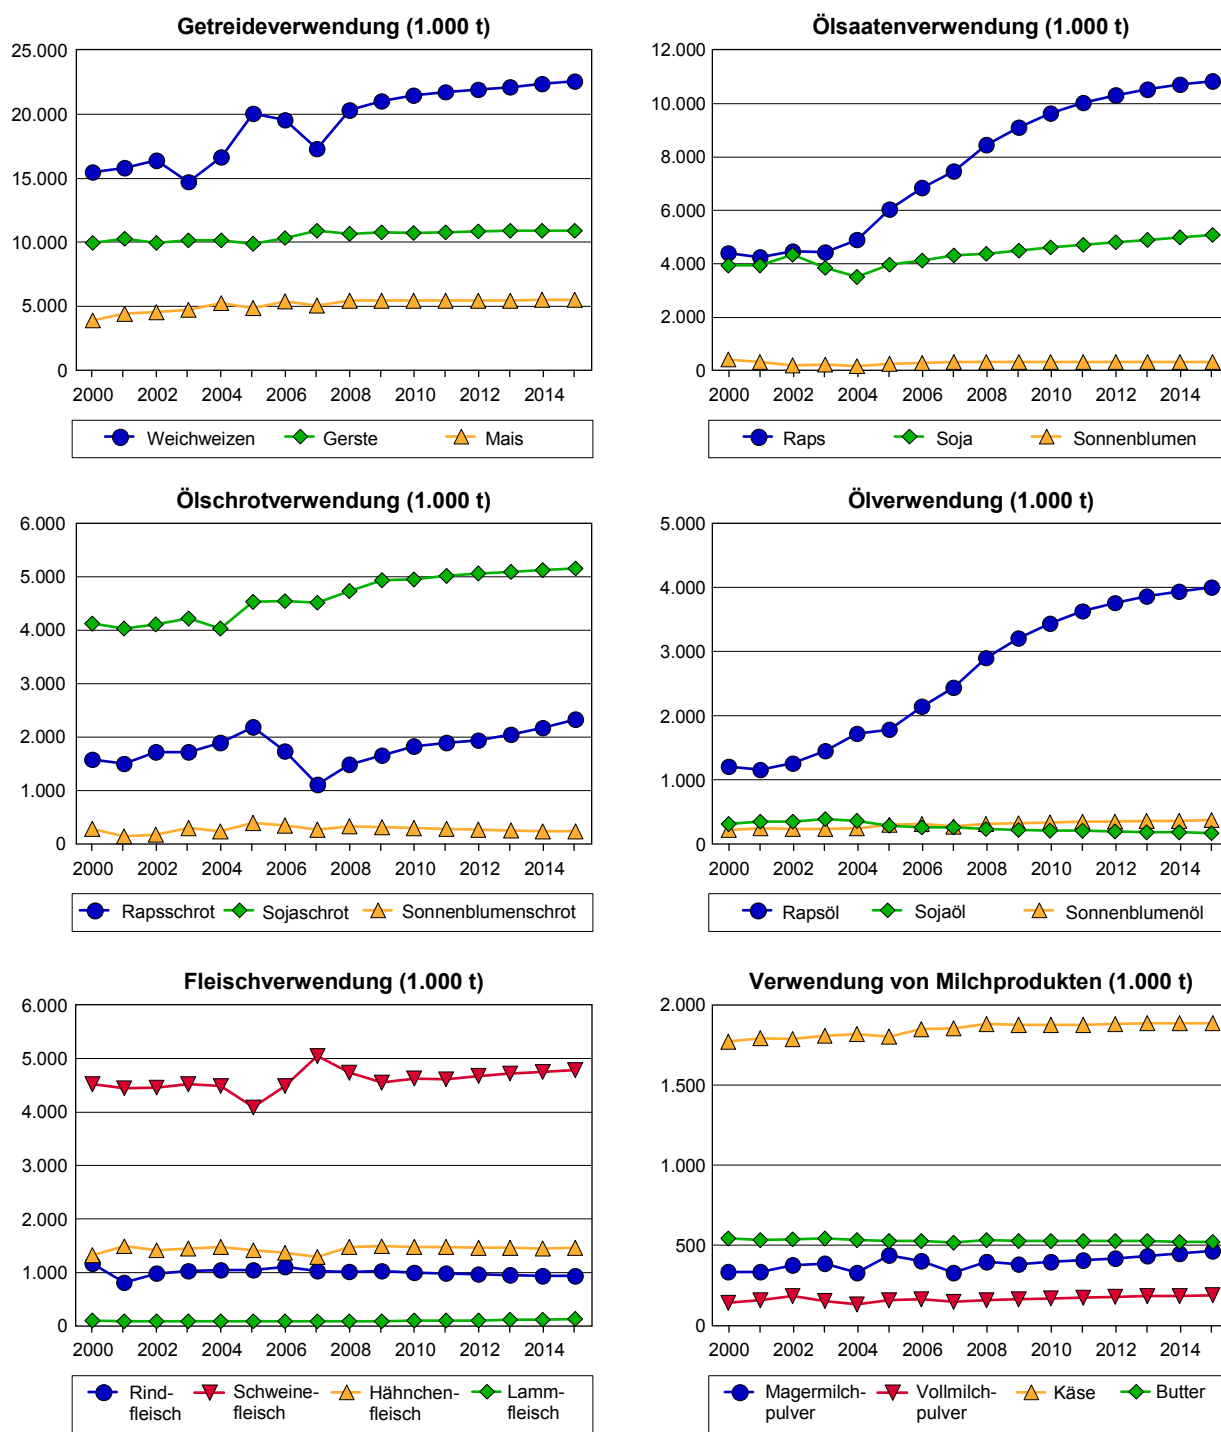 Getreideverwendung (1.000 t)
25.000
20.000
15.000
10.000
5.000
0
2000 2002 2004 2006 2008 2010 2012 2014
Weichweizen Gerste Mais
Ölsaatenverwendung (1.000 t)
12.000
10.000
8.000
6.000
4.000
2.000
0
2000 2002 2004 2006 2008 2010 2012 2014
Raps Soja Sonnenblumen
Ölschrotverwendung (1.000 t)
6.000
5.000
4.000
3.000
2.000
1.000
0
2000 2002 2004 2006 2008 2010 2012 2014
Rapsschrot Sojaschrot Sonnenblumenschrot
Ölverwendung (1.000 t)
5.000
4.000
3.000
2.000
1.000
0
2000 2002 2004 2006 2008 2010 2012 2014
Rapsöl Sojaöl Sonnenblumenöl
Fleischverwendung (1.000 t)
6.000
5.000
4.000
3.000
2.000
1.000
0
2000 2002 2004 2006 2008 2010 2012 2014
Rind- Schweine- Hähnchen- Lamm-
fleisch fleisch fleisch fleisch
Verwendung von Milchprodukten (1.000 t)
2.000
1.500
1.000
500
0
2000 2002 2004 2006 2008 2010 2012 2014
Magermilch- Vollmilch- Käse Butter
pulver pulver